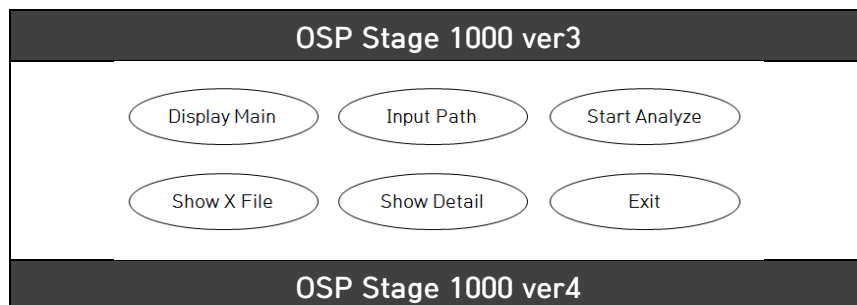 OSP Stage 1000 ver3
Display Main Input Path Start Analyze
Show X File Show Detail Exit
OSP Stage 1000 ver4